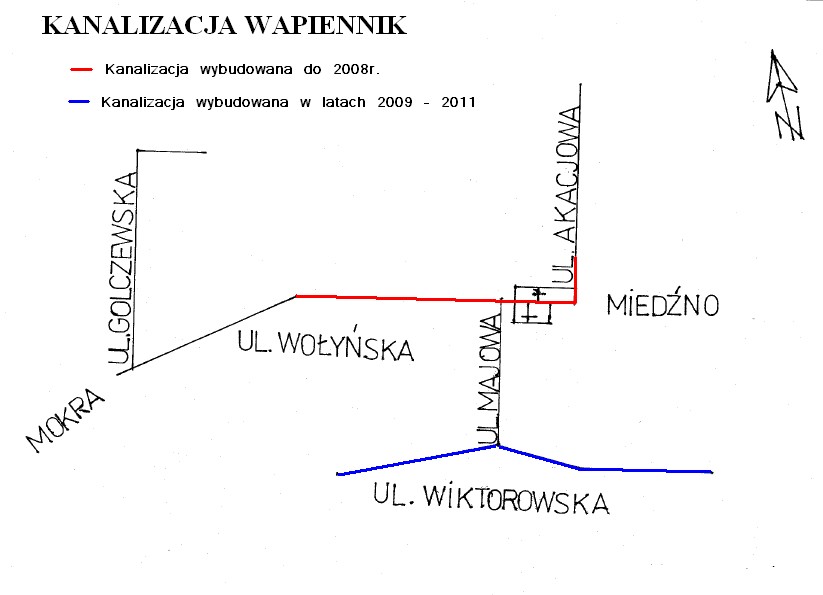 KANALIZACJA WAPIENNIK
Kanalizacja wybudowana do 2008r.
Kanalizacja wybudowana w latach 2009 - 2011
N
UL. AKACJOWA
UL.GOLCZEWSKA
MIEDŹNO
UL. WOŁYŃSKA
UL MAJOWA
MOKRA
UL. WIKTOROWSKA